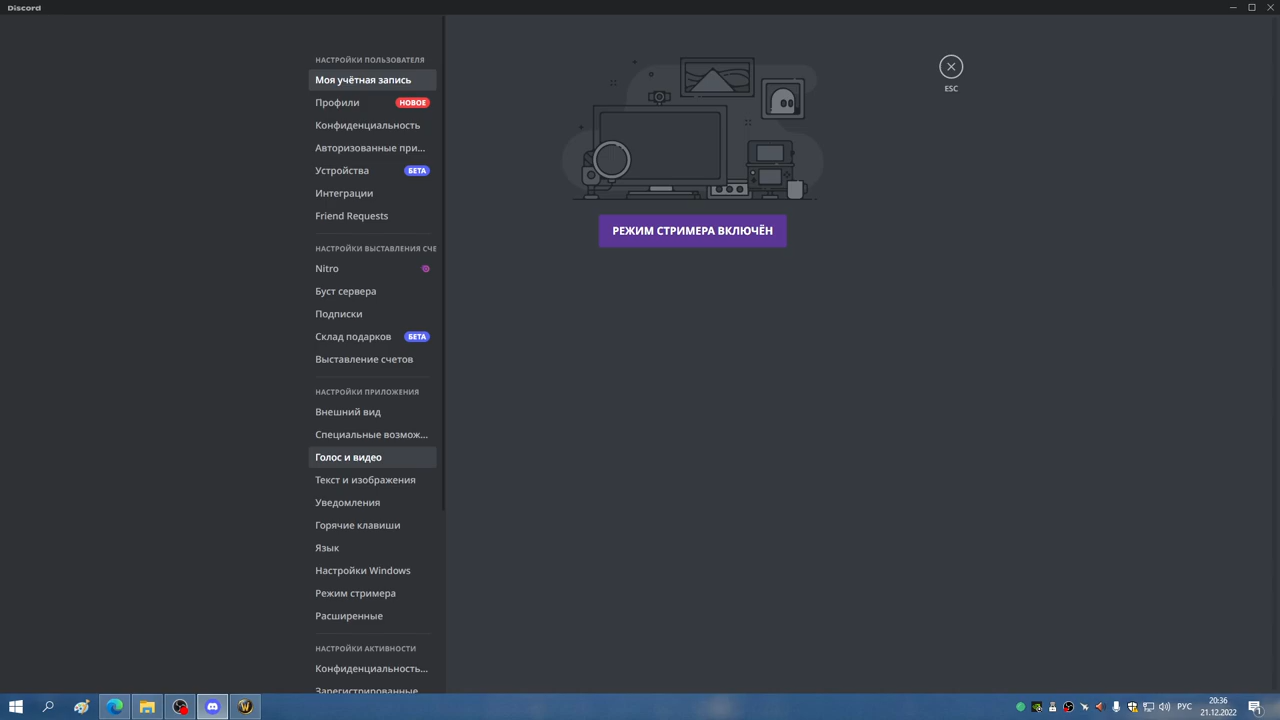 Discord
НАСТРОЙКИ ПОЛЬЗОВАТЕЛЯ
Моя учётная запись
Профили НОВОЕ
Конфиденциальность
Авторизованные при...
Устройства БЕТА
Интеграции
Friend Requests
НАСТРОЙКИ ВЫСТАВЛЕНИЯ СЧЕ
Nitro
Буст сервера
Подписки
Склад подарков БЕТА
Выставление счетов
НАСТРОЙКИ ПРИЛОЖЕНИЯ
Внешний вид
Специальные возмож...
Голос и видео
Текст и изображения
Уведомления
Горячие клавиши
Язык
Настройки Windows
Режим стримера
Расширенные
НАСТРОЙКИ АКТИВНОСТИ
Конфиденциальность...
Зарегистрированные
ESC
РЕЖИМ СТРИМЕРА ВКЛЮЧЁН
РУС
20:36
21.12.2022
1